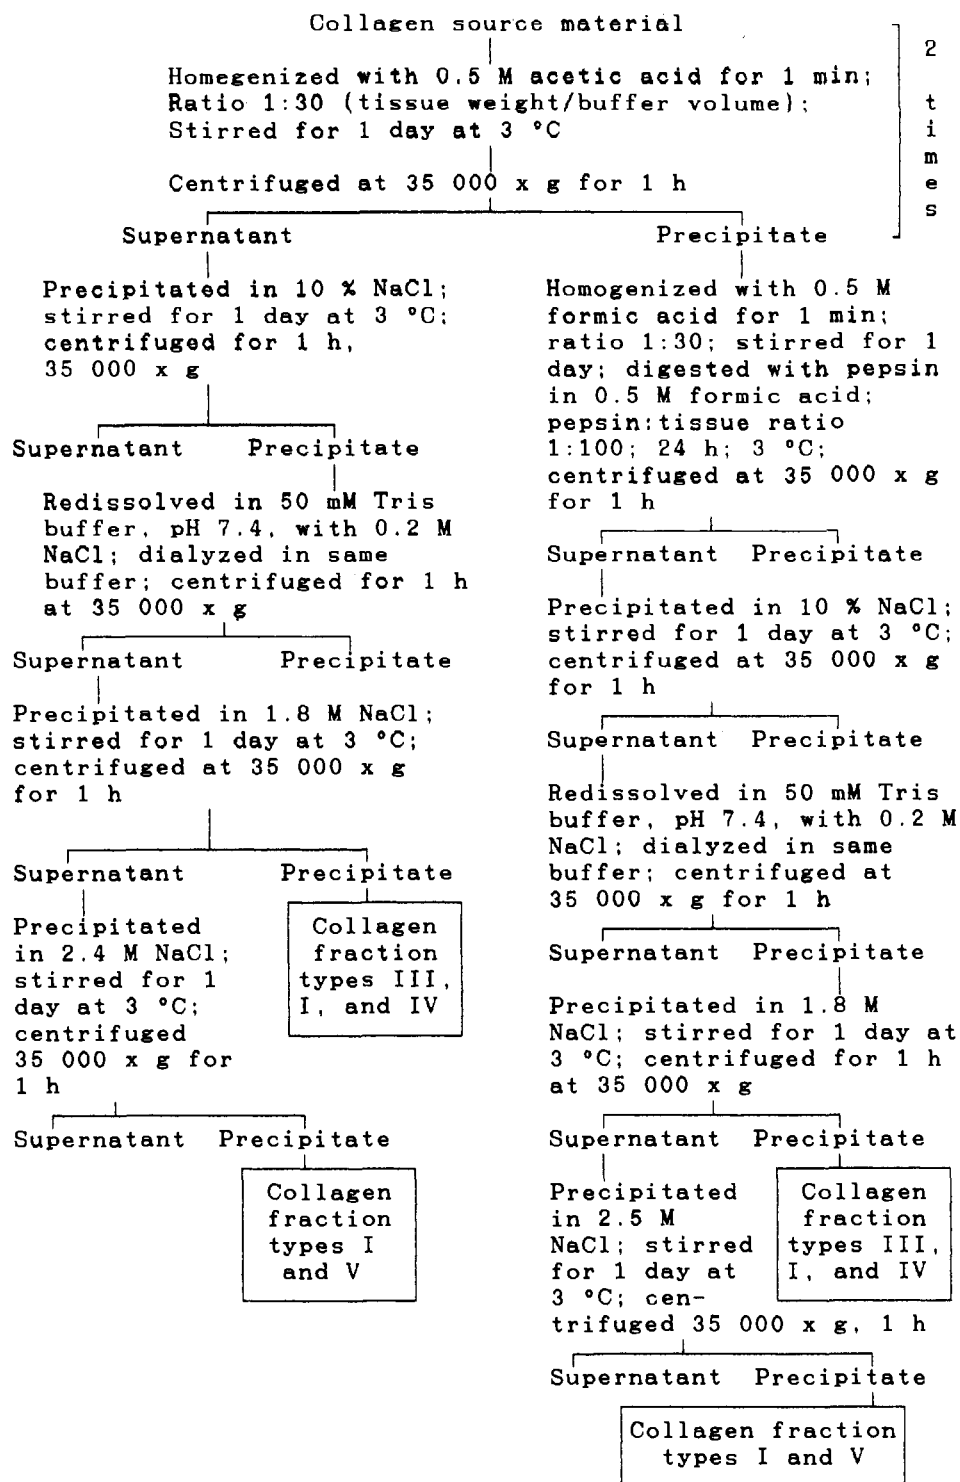 Collagen source material
Homegenized with 0.5 M acetic acid for 1 min;
Ratio 1:30 (tissue weight/buffer volume);
Stirred for 1 day at 3 °C
Centrifuged at 35 000 x g for 1 h
2 times
Supernatant
Precipitated in 10 % NaCl;
stirred for 1 day at 3 °C;
centrifuged for 1 h,
35 000 x g
Supernatant Precipitate
Redissolved in 50 mM Tris
buffer, pH 7.4, with 0.2 M
NaCl; dialyzed in same
buffer; centrifuged for 1 h
at 35 000 x g
Supernatant Precipitate
Precipitated in 1.8 M NaCl;
stirred for 1 day at 3 °C;
centrifuged at 35 000 x g
for 1 h
Supernatant Precipitate
Precipitated
in 2.4 M NaCl;
stirred for 1
day at 3 °C;
centrifuged
35 000 x g for
1 h
Collagen
fraction
types III,
I, and IV
Supernatant Precipitate
Collagen
fraction
types I
and V
Precipitate
Homogenized with 0.5 M
formic acid for 1 min;
ratio 1:30; stirred for 1
day; digested with pepsin
in 0.5 M formic acid;
pepsin:tissue ratio
1:100; 24 h; 3 °C;
centrifuged at 35 000 x g
for 1 h
Supernatant Precipitate
Precipitated in 10 % NaCl;
stirred for 1 day at 3 °C;
centrifuged at 35 000 x g
for 1 h
Supernatant Precipitate
Redissolved in 50 mM Tris
buffer, pH 7.4, with 0.2 M
NaCl; dialyzed in same
buffer; centrifuged at
35 000 x g for 1 h
Supernatant Precipitate
Precipitated in 1.8 M
NaCl; stirred for 1 day at
3 °C; centrifuged for 1 h
at 35 000 x g
Supernatant Precipitate
Precipitated
in 2.5 M
NaCl; stirred
for 1 day at
3 °C; cen-
trifuged 35 000 x g, 1 h
Collagen
fraction
types III,
I, and IV
Supernatant Precipitate
Collagen fraction
types I and V